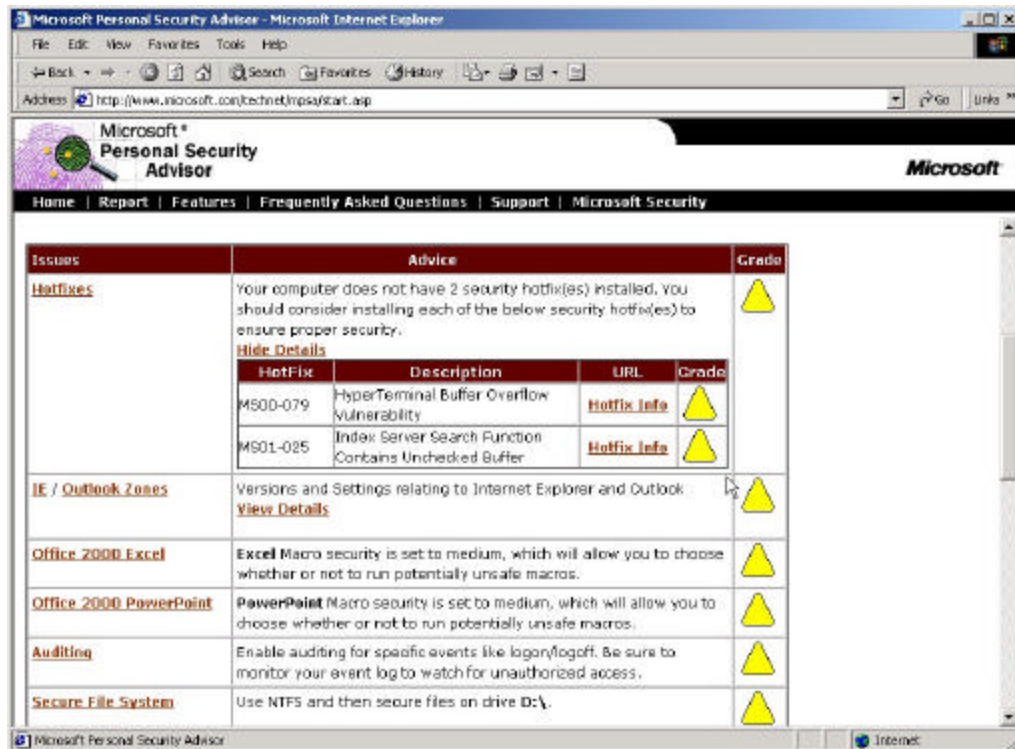 Microsoft Personal Security Advisor - Microsoft Internet Explorer
File Edit View Favorites Tools Help
Back Search Favorites History
Address http://www.microsoft.com/technet/mpsa/start.asp Go Links
Microsoft
Personal Security
Advisor
Microsoft
Home | Report | Features | Frequently Asked Questions | Support | Microsoft Security
Issues Advice Grade
Hotfixes
Your computer does not have 2 security hotfix(es) installed. You
should consider installing each of the below security hotfix(es) to
ensure proper security.
Hide Details
HotFix Description URL Grade
MS00-079 HyperTerminal Buffer Overflow
Vulnerability Hotfix Info
MS01-025 Index Server Search Function
Contains Unchecked Buffer Hotfix Info
IE / Outlook Zones Versions and Settings relating to Internet Explorer and Outlook
View Details
Office 2000 Excel Excel Macro security is set to medium, which will allow you to choose
whether or not to run potentially unsafe macros.
Office 2000 PowerPoint PowerPoint Macro security is set to medium, which will allow you to
choose whether or not to run potentially unsafe macros.
Auditing Enable auditing for specific events like logon/logoff. Be sure to
monitor your event log to watch for unauthorized access.
Secure File System Use NTFS and then secure files on drive D:\.
Microsoft Personal Security Advisor Internet